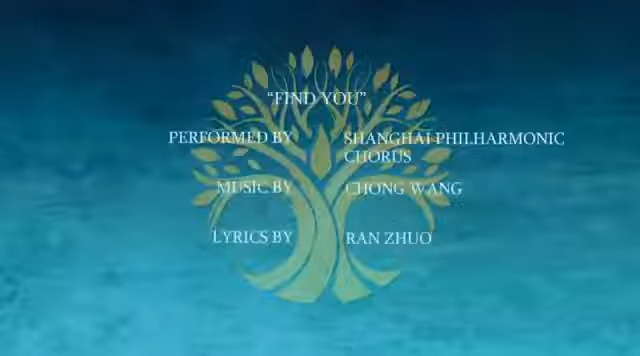 “FIND YOU”
PERFORMED BY SHANGHAI PHILHARMONIC
CHORUS
MUSIC BY CHONG WANG
LYRICS BY RAN ZHUO